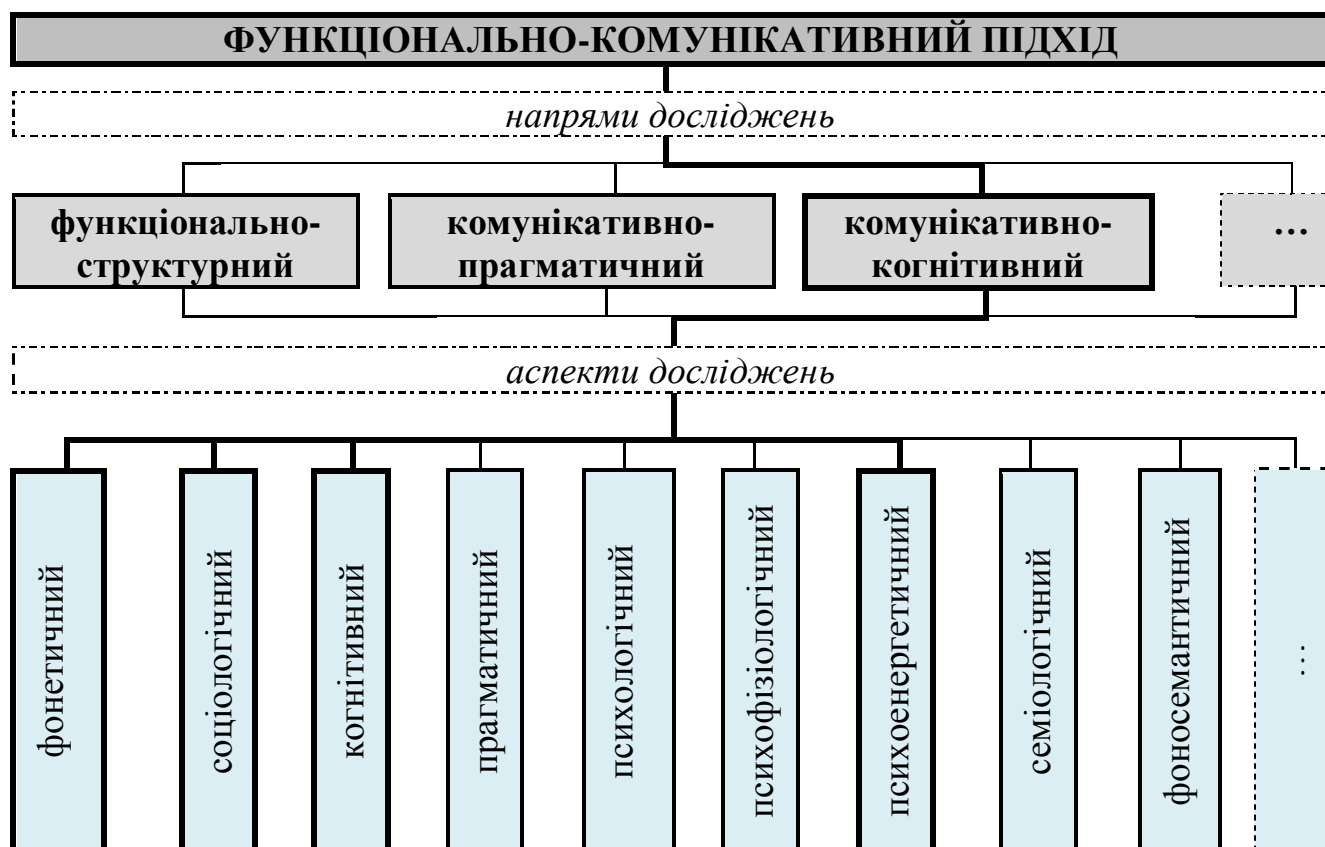 ФУНКЦІОНАЛЬНО-КОМУНІКАТИВНИЙ ПІДХІД
напрями досліджень
функціонально-
структурний
комунікативно-
прагматичний
комунікативно-
когнітивний
...
аспекти досліджень
фонетичний
соціологічний
когнітивний
прагматичний
психологічний
психофізіологічний
психоенергетичний
семіологічний
фоносемантичний
...